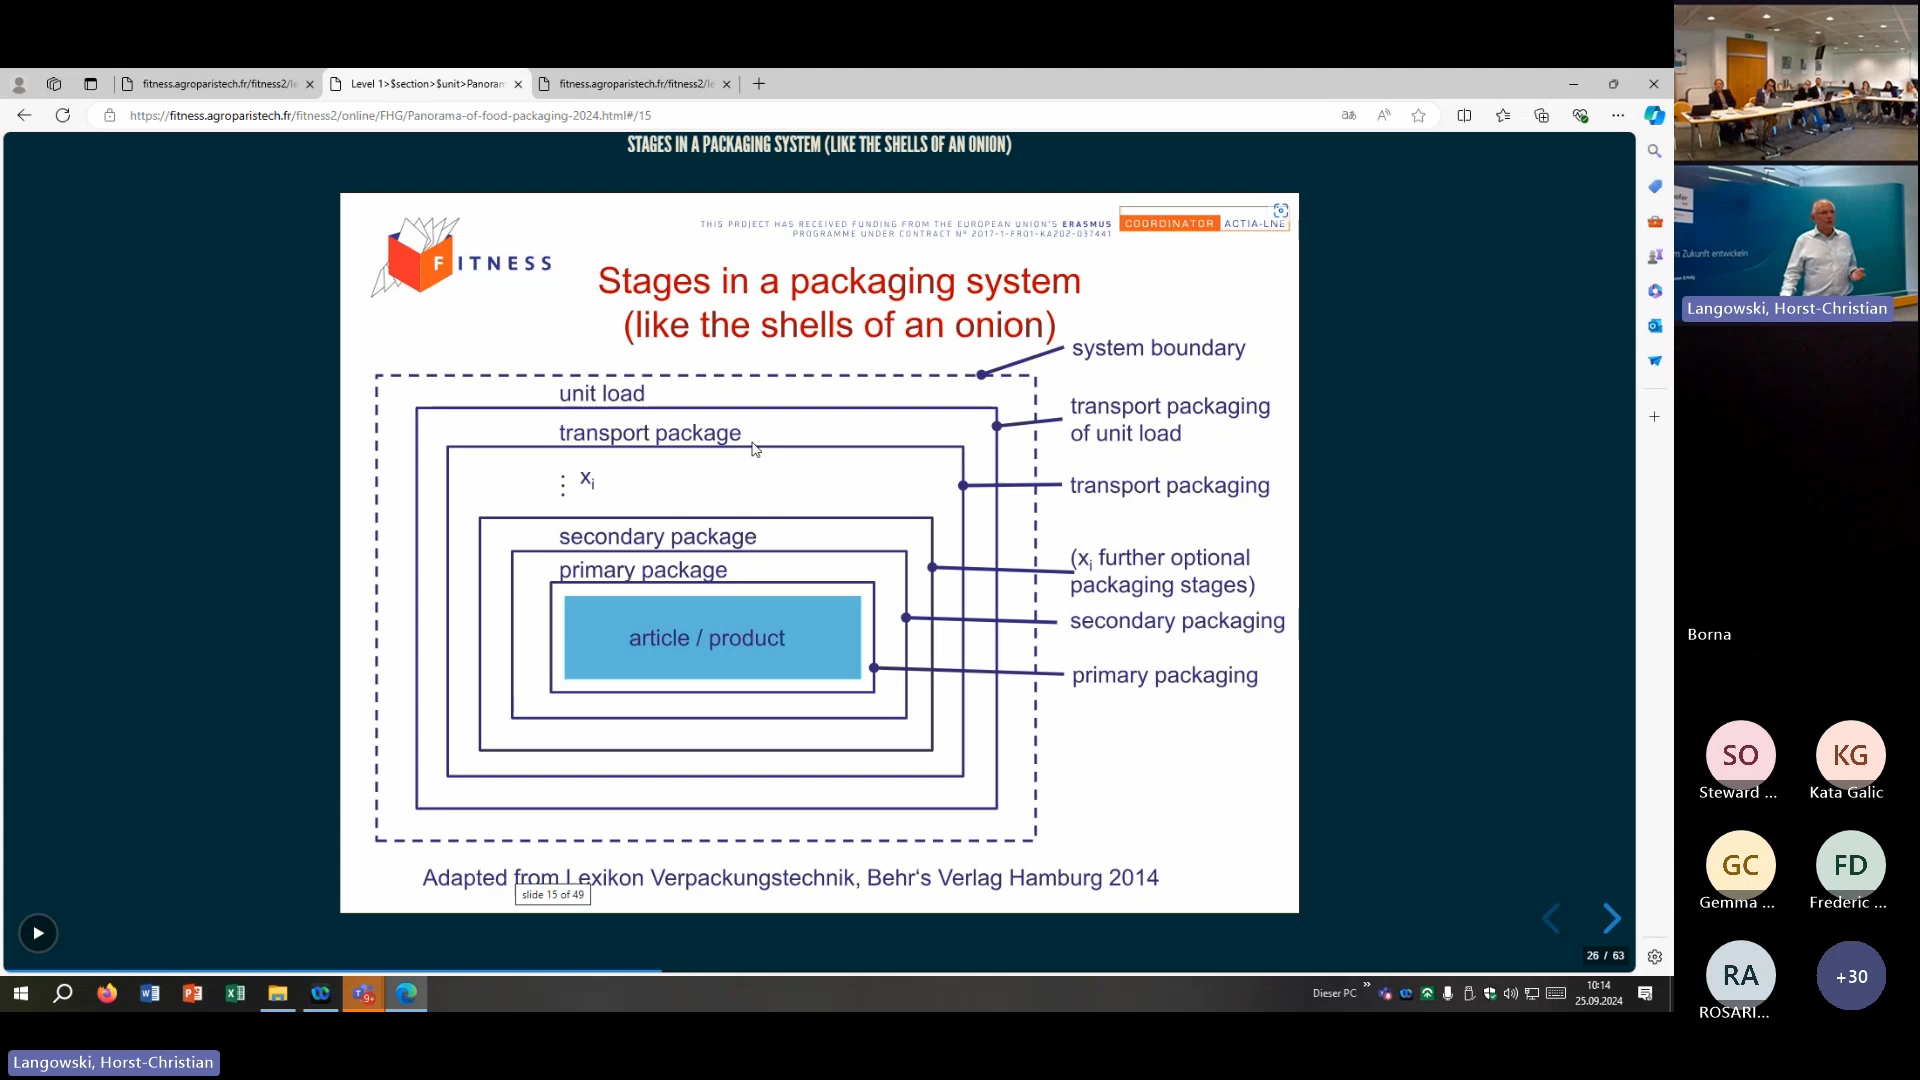 fitness.agroparistech.fr/fitness2/le
Level 1>$section>$unit>Panoram
fitness.agroparistech.fr/fitness2/le
https://fitness.agroparistech.fr/fitness2/online/FHG/Panorama-of-food-packaging-2024.html#/15
STAGES IN A PACKAGING SYSTEM (LIKE THE SHELLS OF AN ONION)
THIS PROJECT HAS RECEIVED FUNDING FROM THE EUROPEAN UNION'S ERASMUS
PROGRAMME UNDER CONTRACT N° 2017-1-FR01-KA202-037441
COORDINATOR ACTIA-LNE
FITNESS
Stages in a packaging system
(like the shells of an onion)
system boundary
unit load
transport packaging
of unit load
transport package
xi
transport packaging
secondary package
(xi further optional
packaging stages)
primary package
secondary packaging
article / product
primary packaging
Adapted from Lexikon Verpackungstechnik, Behr's Verlag Hamburg 2014
slide 15 of 49
26 / 63
Dieser PC
10:14
25.09.2024
Zukunft entwickeln
Langowski, Horst-Christian
Borna
SO
Steward ...
KG
Kata Galic
GC
Gemma ...
FD
Frederic ...
RA
ROSARI...
+30
Langowski, Horst-Christian